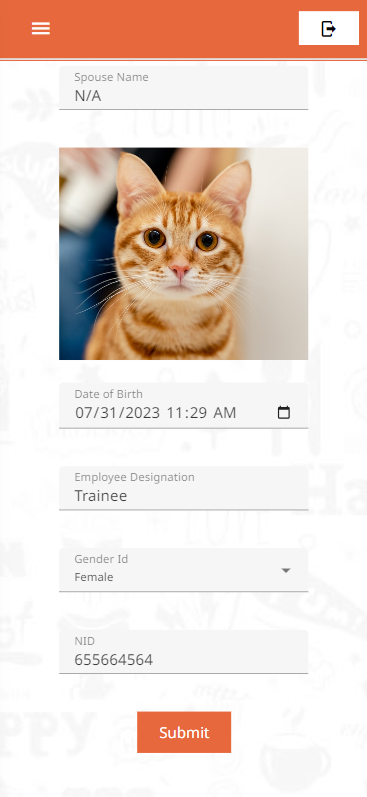 Spouse Name
N/A
Date of Birth
07/31/2023 11:29 AM
Employee Designation
Trainee
Gender Id
Female
NID
655664564
Submit